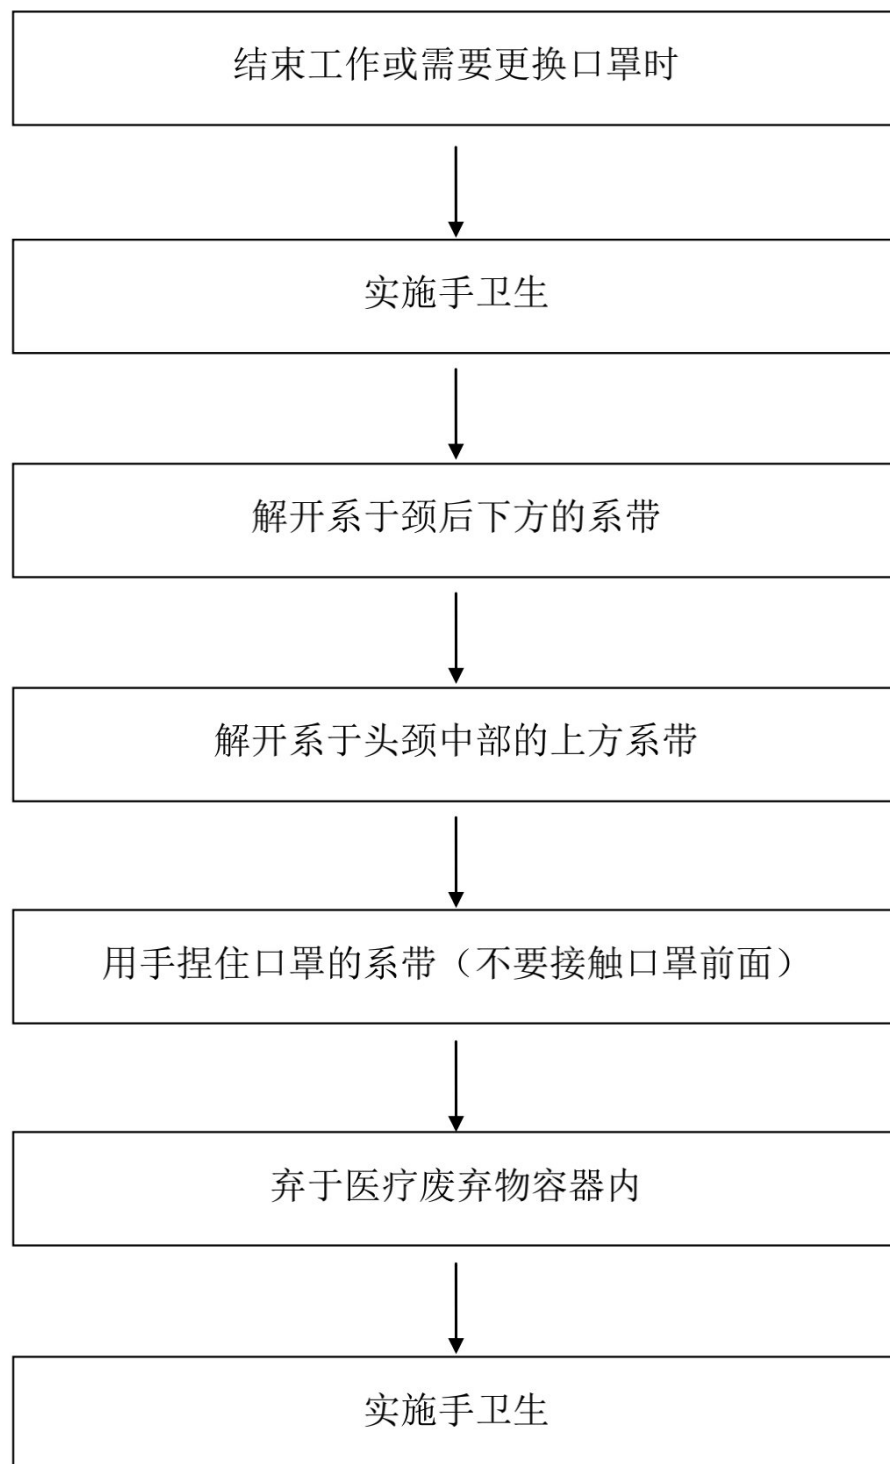 结束工作或需要更换口罩时
实施手卫生
解开系于颈后下方的系带
解开系于头颈中部的上方系带
用手捏住口罩的系带（不要接触口罩前面）
弃于医疗废弃物容器内
实施手卫生